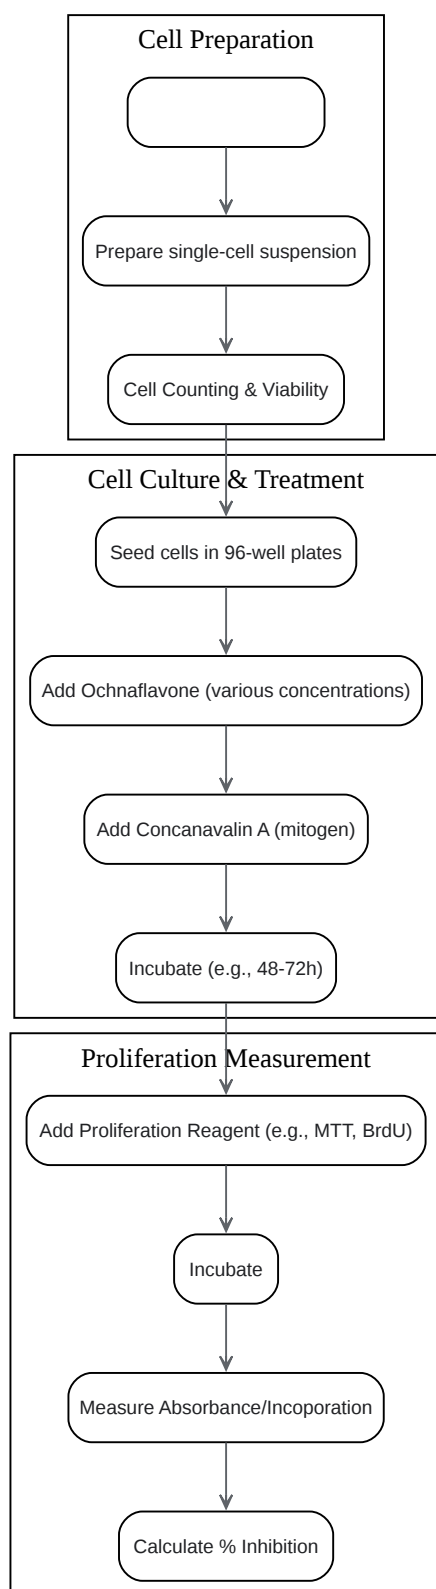 Cell Preparation
Prepare single-cell suspension
Cell Counting & Viability
Cell Culture & Treatment
Seed cells in 96-well plates
Add Ochnaflavone (various concentrations)
Add Concanavalin A (mitogen)
Incubate (e.g., 48-72h)
Proliferation Measurement
Add Proliferation Reagent (e.g., MTT, BrdU)
Incubate
Measure Absorbance/Incoporation
Calculate % Inhibition